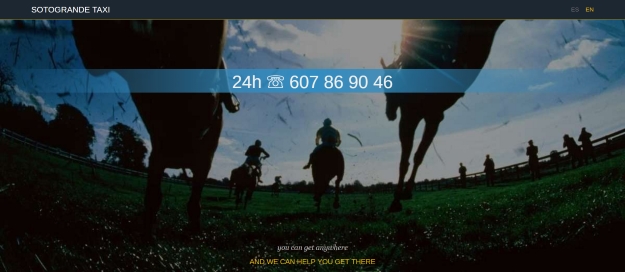 SOTOGRANDE TAXI
ES EN
24h ☏ 607 86 90 46
you can get anywhere
AND WE CAN HELP YOU GET THERE